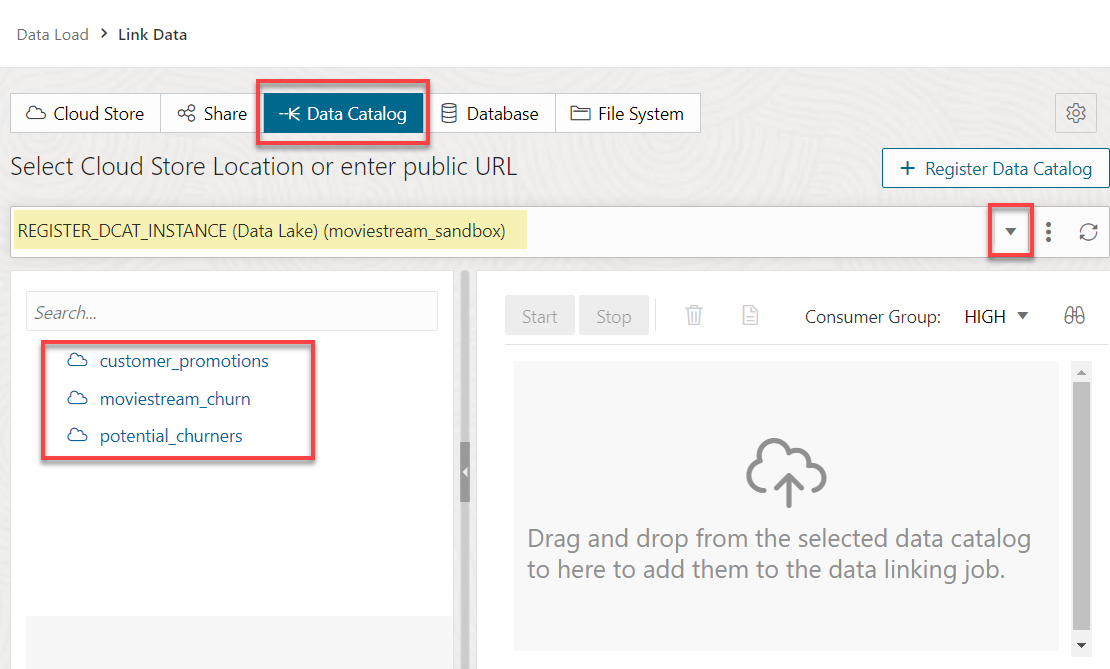 Data Load > Link Data
Cloud Store Share Data Catalog Database File System
Select Cloud Store Location or enter public URL
+ Register Data Catalog
REGISTER_DCAT_INSTANCE (Data Lake) (moviestream_sandbox)
Search...
customer_promotions
moviestream_churn
potential_churners
Start Stop Consumer Group: HIGH
Drag and drop from the selected data catalog
to here to add them to the data linking job.